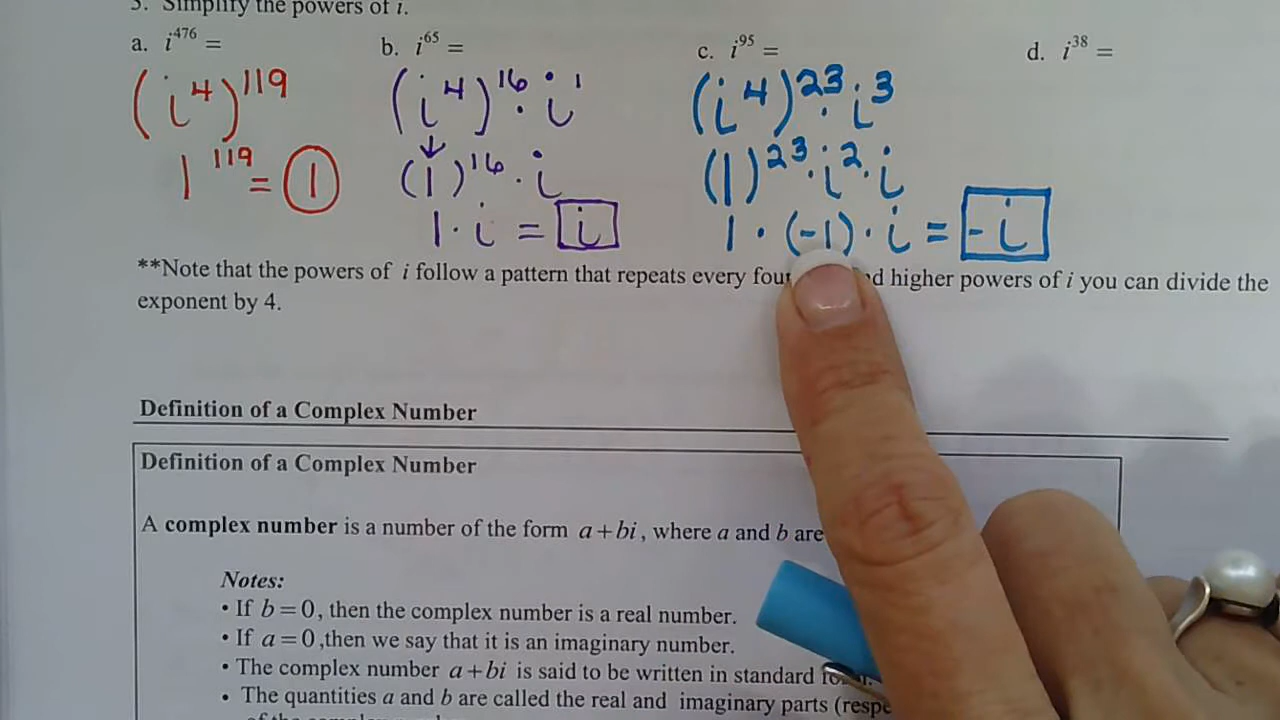 3. Simplify the powers of i.
a. i^476 =
b. i^65 =
c. i^95 =
d. i^38 =
(i^4)^119
1^119 = 1
(i^4)^16 · i^1
(1)^16 · i
1 · i = i
(i^4)^23 · i^3
(1)^23 · i^2 · i
1 · (-1) · i = -i
**Note that the powers of i follow a pattern that repeats every higher powers of i you can divide the
exponent by 4.
Definition of a Complex Number
Definition of a Complex Number
A complex number is a number of the form a+bi, where a and b are
Notes:
• If b=0, then the complex number is a real number.
• If a=0,then we say that it is an imaginary number.
• The complex number a+bi is said to be written in standard
• The quantities a and b are called the real and imaginary parts